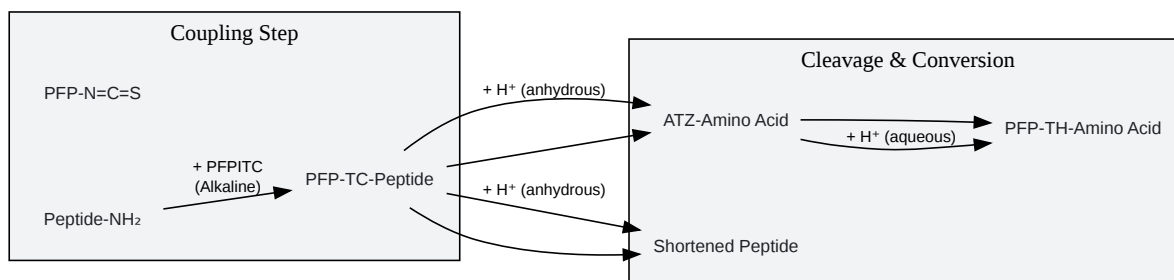 Coupling Step
PFP-N=C=S
+ PFPITC
(Alkaline)
Peptide-NH₂
PFP-TC-Peptide
+ H⁺ (anhydrous)
+ H⁺ (anhydrous)
Cleavage & Conversion
ATZ-Amino Acid
+ H⁺ (aqueous)
PFP-TH-Amino Acid
Shortened Peptide